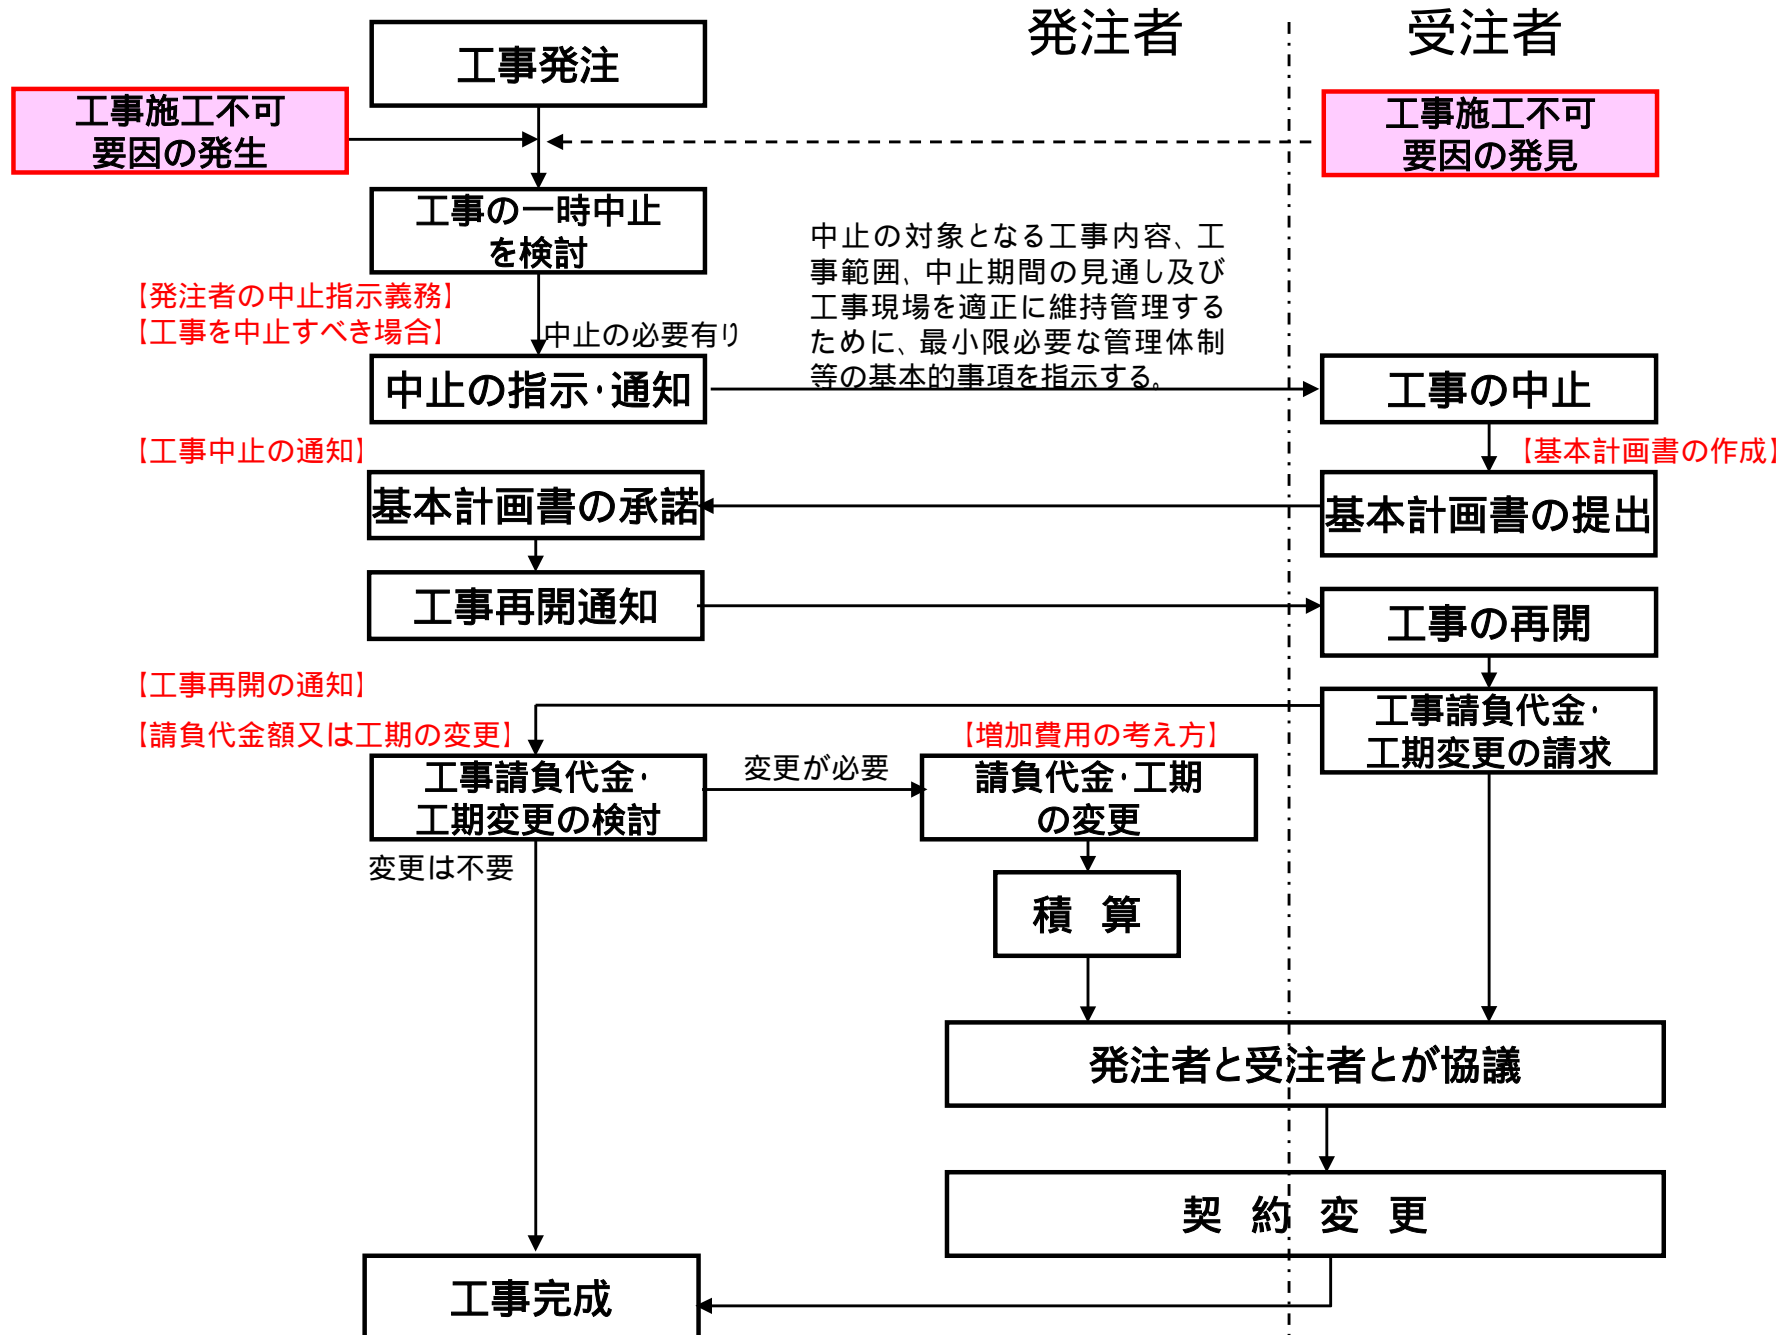 発注者
受注者
工事発注
工事施工不可
要因の発生
工事施工不可
要因の発見
工事の一時中止
を検討
中止の対象となる工事内容、工
事範囲、中止期間の見通し及び
工事現場を適正に維持管理する
ために、最小限必要な管理体制
等の基本的事項を指示する。
【発注者の中止指示義務】
【工事を中止すべき場合】
中止の必要有り
中止の指示・通知
工事の中止
【工事中止の通知】
【基本計画書の作成】
基本計画書の承諾
基本計画書の提出
工事再開通知
工事の再開
【工事再開の通知】
【請負代金額又は工期の変更】
【増加費用の考え方】
工事請負代金・
工期変更の請求
工事請負代金・
工期変更の検討
変更が必要
請負代金・工期
の変更
変更は不要
積 算
発注者と受注者とが協議
契 約 変 更
工事完成